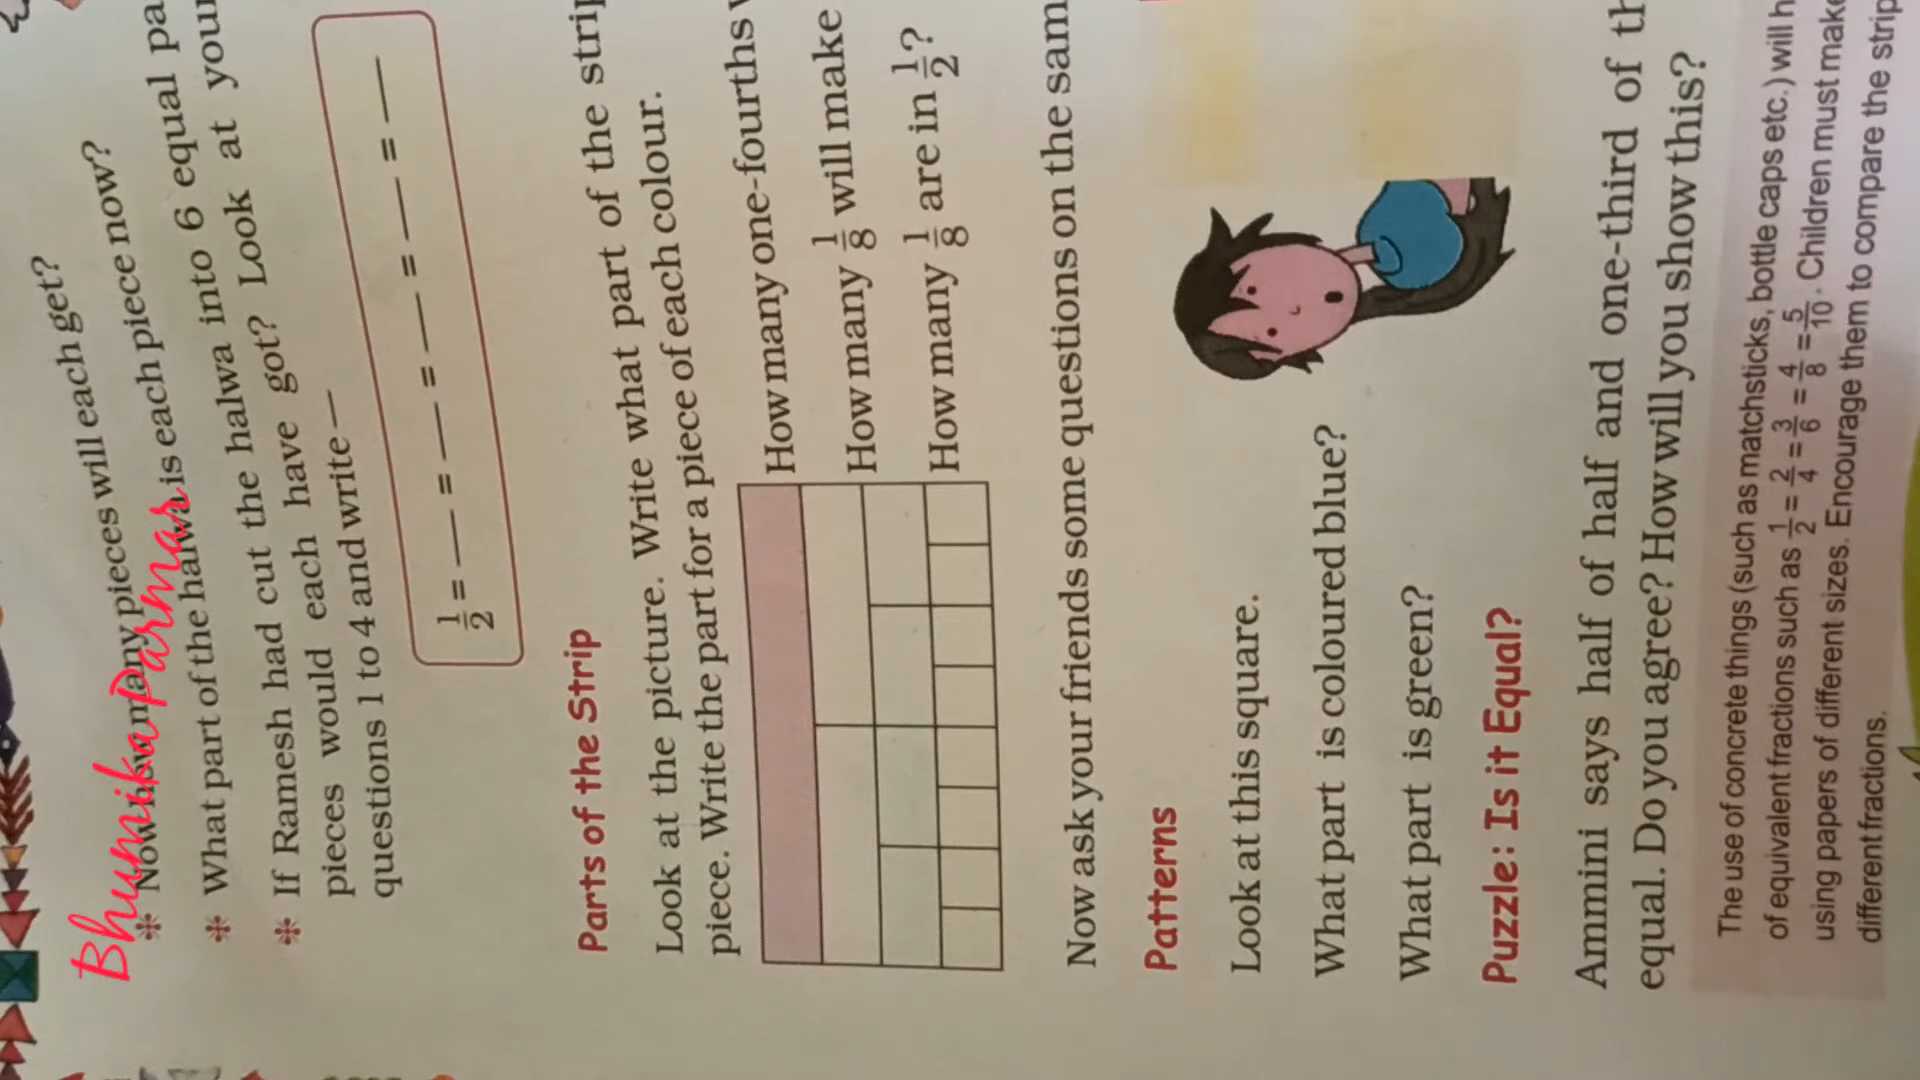 Bhumika Parmar
pieces will each get?
Now how many pieces will each get?
What part of the halwa is each piece now?
If Ramesh had cut the halwa into 6 equal
pieces would each have got? Look at your
questions 1 to 4 and write—
1/2 = — = — = — = — = —
Parts of the Strip
Look at the picture. Write what part of the strip
piece. Write the part for a piece of each colour.
How many one-fourths
How many 1/8 will make
How many 1/8 are in 1/2?
Now ask your friends some questions on the
Patterns
Look at this square.
What part is coloured blue?
What part is green?
Puzzle: Is it Equal?
Ammini says half of half and one-third of
equal. Do you agree? How will you show this?
The use of concrete things (such as matchsticks, bottle caps etc.) will
of equivalent fractions such as 1/2 = 2/4 = 3/6 = 4/8 = 5/10. Children must make
using papers of different sizes. Encourage them to compare the strip
different fractions.